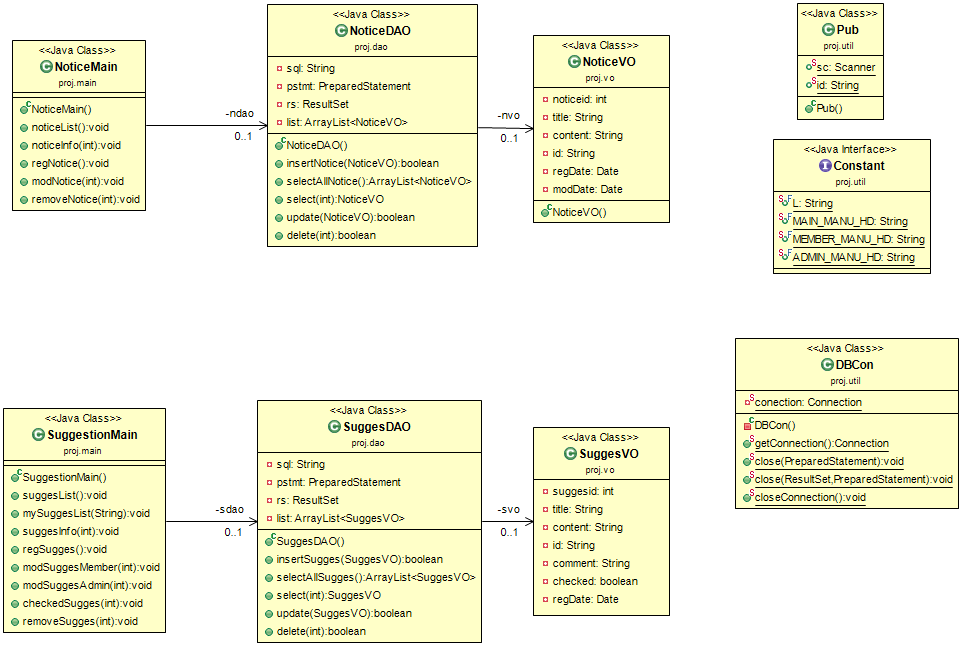 <<Java Class>>
NoticeMain
proj.main
NoticeMain()
noticeList():void
noticeInfo(int):void
regNotice():void
modNotice(int):void
removeNotice(int):void
-ndao
0..1
<<Java Class>>
NoticeDAO
proj.dao
sql: String
pstmt: PreparedStatement
rs: ResultSet
list: ArrayList<NoticeVO>
NoticeDAO()
insertNotice(NoticeVO):boolean
selectAllNotice():ArrayList<NoticeVO>
select(int):NoticeVO
update(NoticeVO):boolean
delete(int):boolean
-nvo
0..1
<<Java Class>>
NoticeVO
proj.vo
noticeid: int
title: String
content: String
id: String
regDate: Date
modDate: Date
NoticeVO()
<<Java Class>>
Pub
proj.util
sc: Scanner
id: String
Pub()
<<Java Interface>>
Constant
proj.util
L: String
MAIN_MANU_HD: String
MEMBER_MANU_HD: String
ADMIN_MANU_HD: String
<<Java Class>>
SuggestionMain
proj.main
SuggestionMain()
suggesList():void
mySuggesList(String):void
suggesInfo(int):void
regSugges():void
modSuggesMember(int):void
modSuggesAdmin(int):void
checkedSugges(int):void
removeSugges(int):void
-sdao
0..1
<<Java Class>>
SuggesDAO
proj.dao
sql: String
pstmt: PreparedStatement
rs: ResultSet
list: ArrayList<SuggesVO>
SuggesDAO()
insertSugges(SuggesVO):boolean
selectAllSugges():ArrayList<SuggesVO>
select(int):SuggesVO
update(SuggesVO):boolean
delete(int):boolean
-svo
0..1
<<Java Class>>
SuggesVO
proj.vo
suggesid: int
title: String
content: String
id: String
comment: String
checked: boolean
regDate: Date
<<Java Class>>
DBCon
proj.util
conection: Connection
DBCon()
getConnection():Connection
close(PreparedStatement):void
close(ResultSet,PreparedStatement):void
closeConnection():void